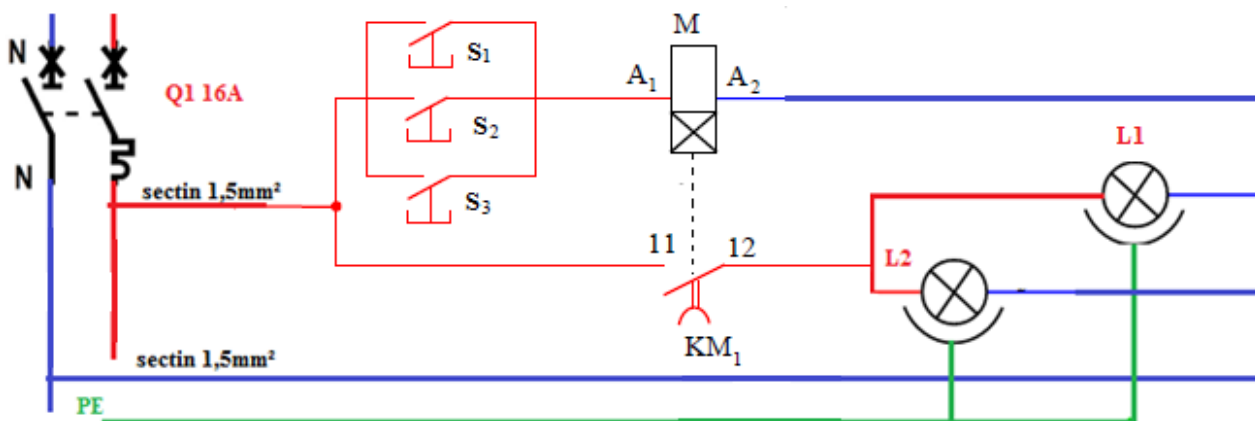 N
Q1 16A
N
sectin 1,5mm²
S₁
S₂
S₃
M
A₁
A₂
11
12
KM₁
L1
L2
sectin 1,5mm²
PE